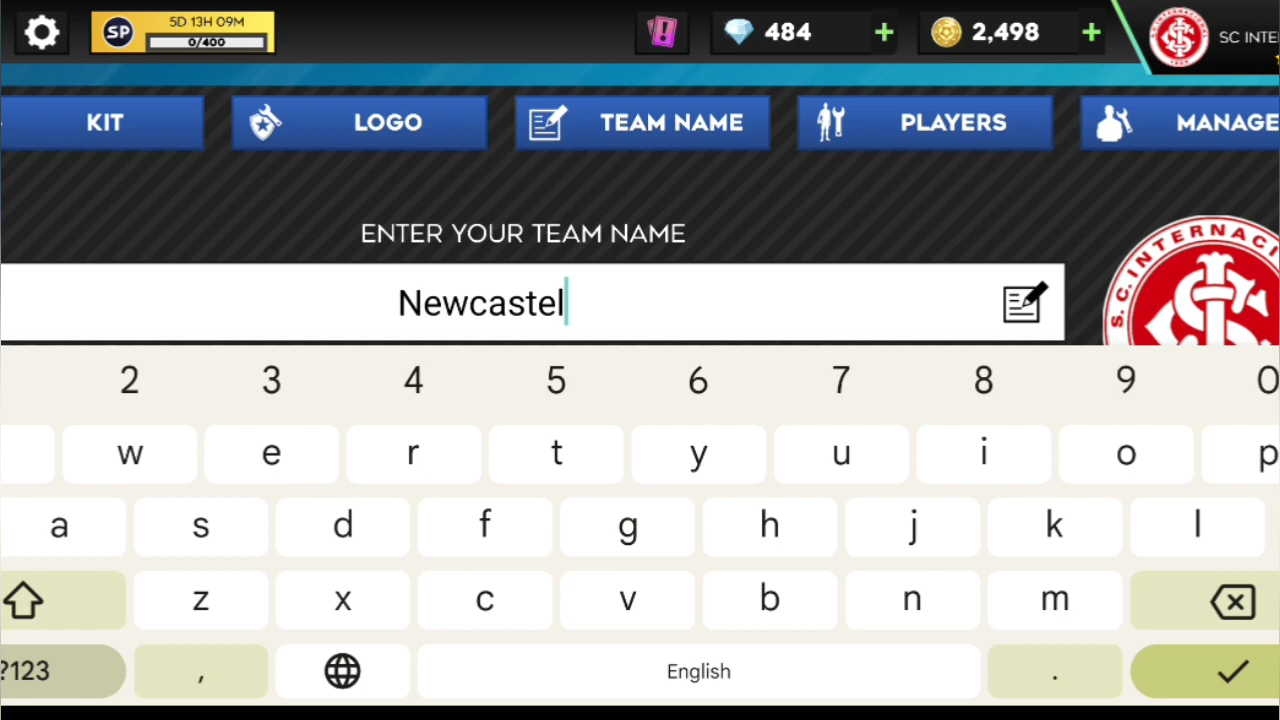 SP
5D 13H 09M
0/400
484
+
2,498
+
SC INTE
KIT
LOGO
TEAM NAME
PLAYERS
MANAGE
ENTER YOUR TEAM NAME
S.C. INTERNACI
Newcastel
2 3 4 5 6 7 8 9 0
w e r t y u i o p
a s d f g h j k l
z x c v b n m
?123 , English .